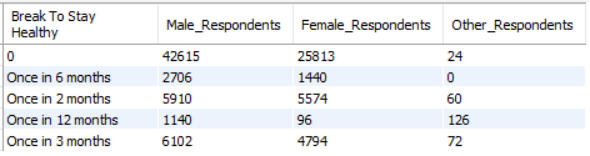 Break To Stay Healthy Male_Respondents Female_Respondents Other_Respondents
0 42615 25813 24
Once in 6 months 2706 1440 0
Once in 2 months 5910 5574 60
Once in 12 months 1140 96 126
Once in 3 months 6102 4794 72